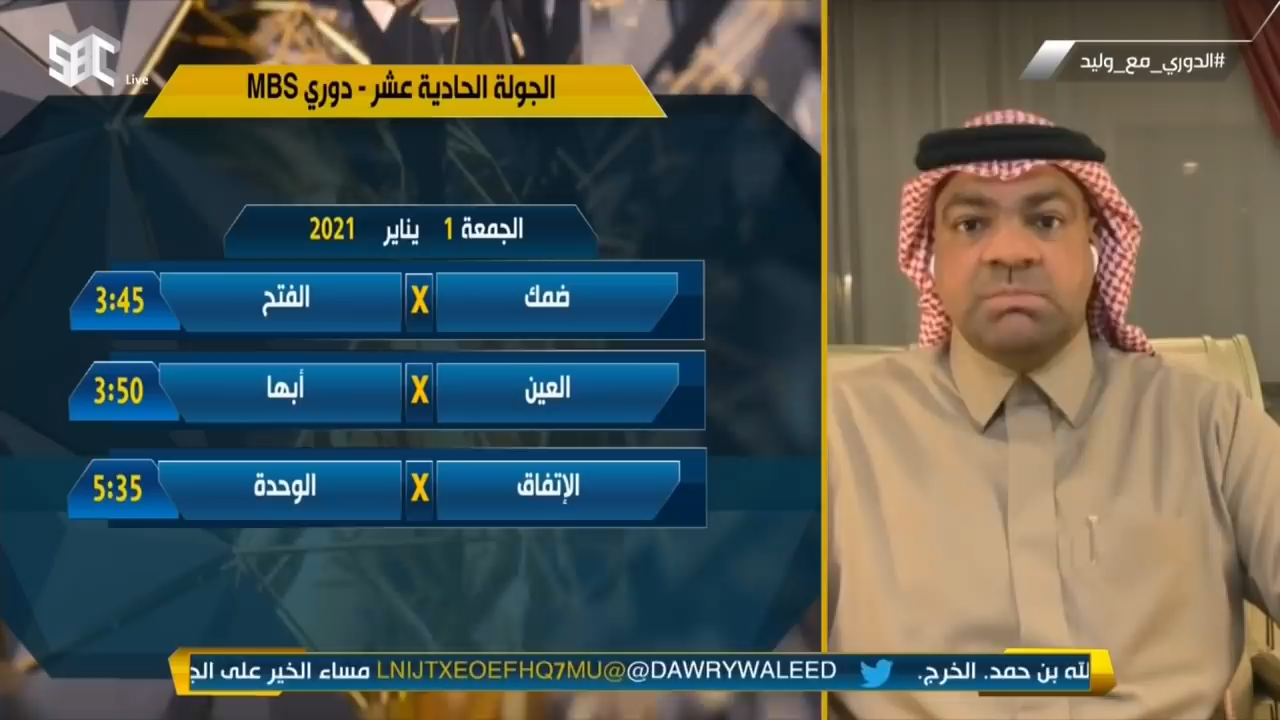 SBC Live
#الدوري_مع_وليد
الجولة الحادية عشر - دوري MBS
الجمعة 1 يناير 2021
ضمك X الفتح 3:45
العين X أبها 3:50
الإتفاق X الوحدة 5:35
لله بن حمد. الخرج. @DAWRYWALEED @LNIJTXEOEFHQ7MU مساء الخير على الج